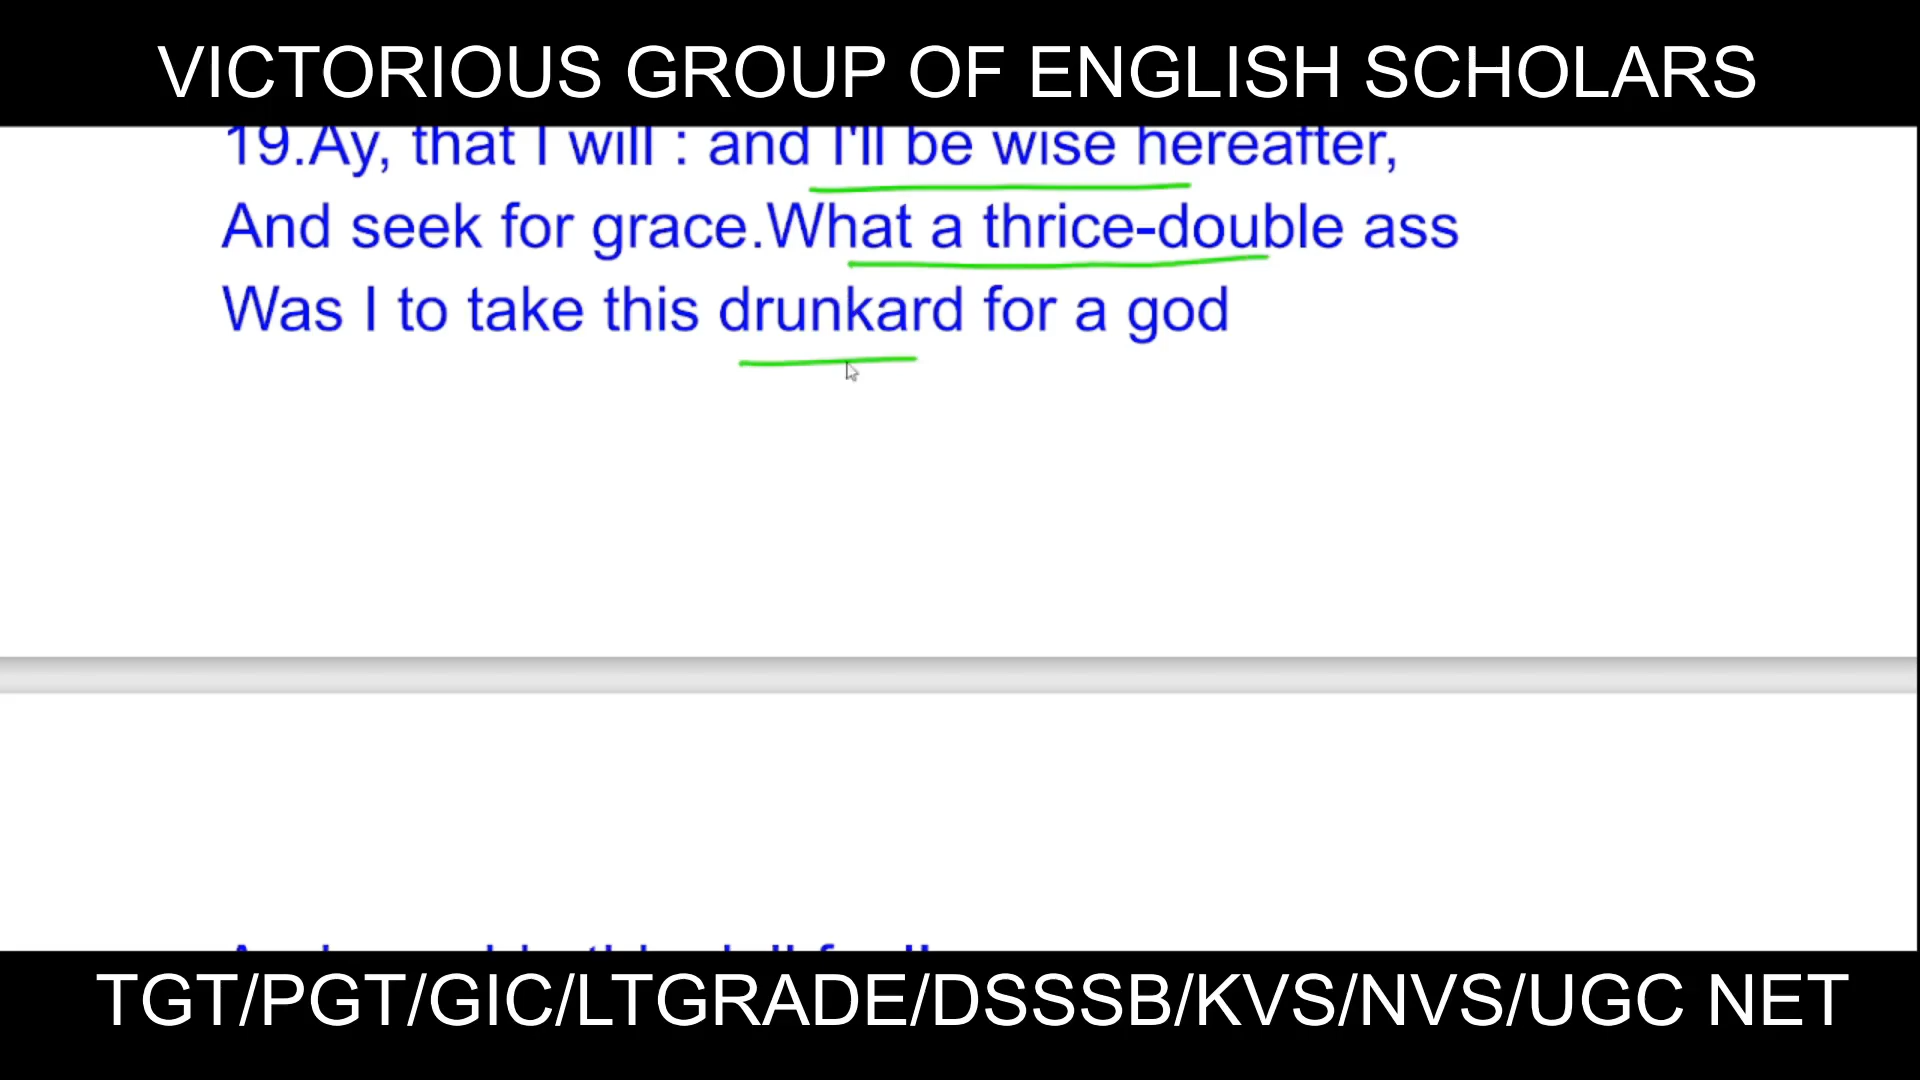 VICTORIOUS GROUP OF ENGLISH SCHOLARS
19.Ay, that I will : and I'll be wise hereafter,
And seek for grace.What a thrice-double ass
Was I to take this drunkard for a god
TGT/PGT/GIC/LTGRADE/DSSSB/KVS/NVS/UGC NET